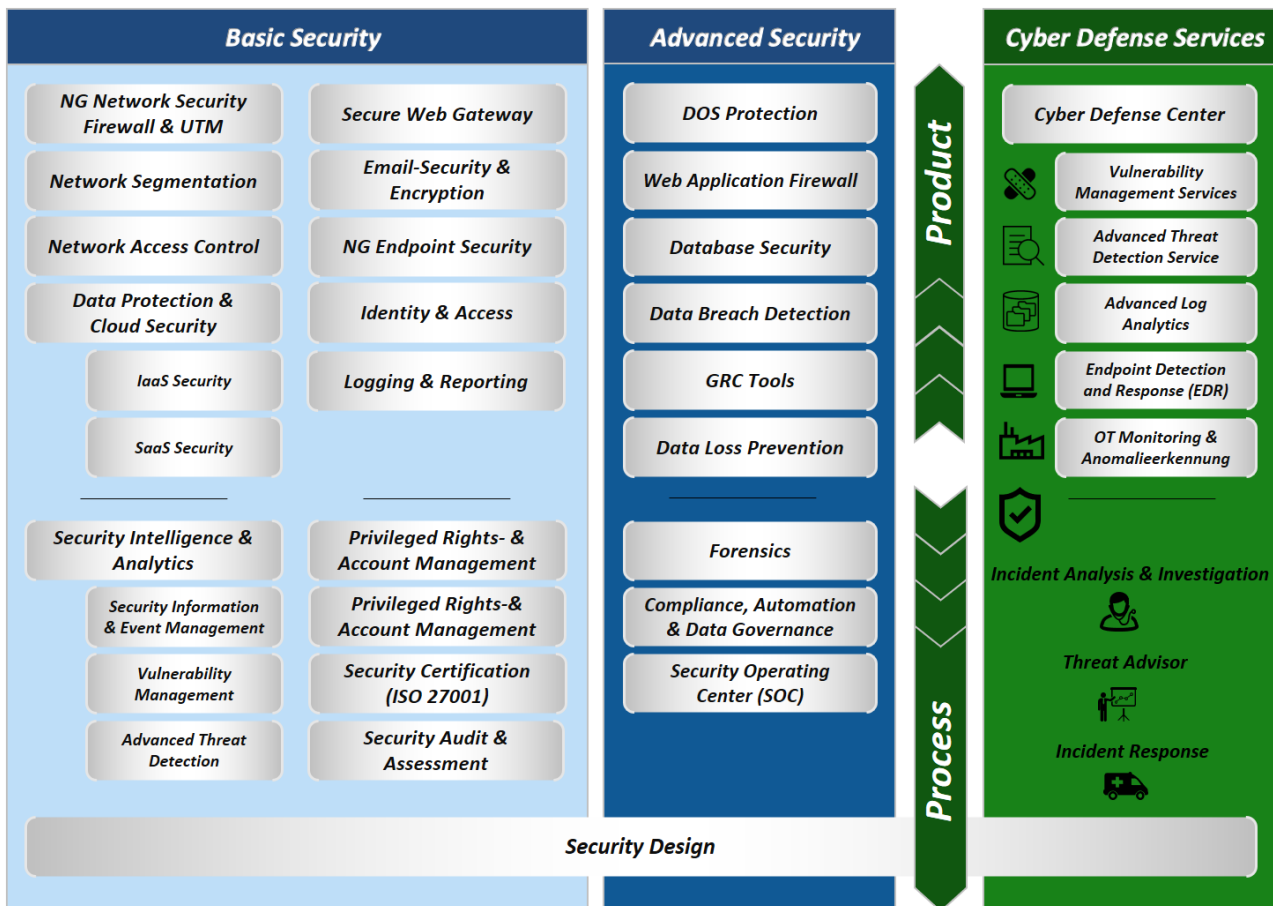 Basic Security
NG Network Security
Firewall & UTM
Network Segmentation
Network Access Control
Data Protection &
Cloud Security
IaaS Security
SaaS Security
Secure Web Gateway
Email-Security &
Encryption
NG Endpoint Security
Identity & Access
Logging & Reporting
Security Intelligence &
Analytics
Security Information
& Event Management
Vulnerability
Management
Advanced Threat
Detection
Privileged Rights- &
Account Management
Privileged Rights-&
Account Management
Security Certification
(ISO 27001)
Security Audit &
Assessment
Advanced Security
DOS Protection
Web Application Firewall
Database Security
Data Breach Detection
GRC Tools
Data Loss Prevention
Forensics
Compliance, Automation
& Data Governance
Security Operating
Center (SOC)
Product
Process
Cyber Defense Services
Cyber Defense Center
Vulnerability
Management Services
Advanced Threat
Detection Service
Advanced Log
Analytics
Endpoint Detection
and Response (EDR)
OT Monitoring &
Anomalieerkennung
Incident Analysis & Investigation
Threat Advisor
Incident Response
Security Design